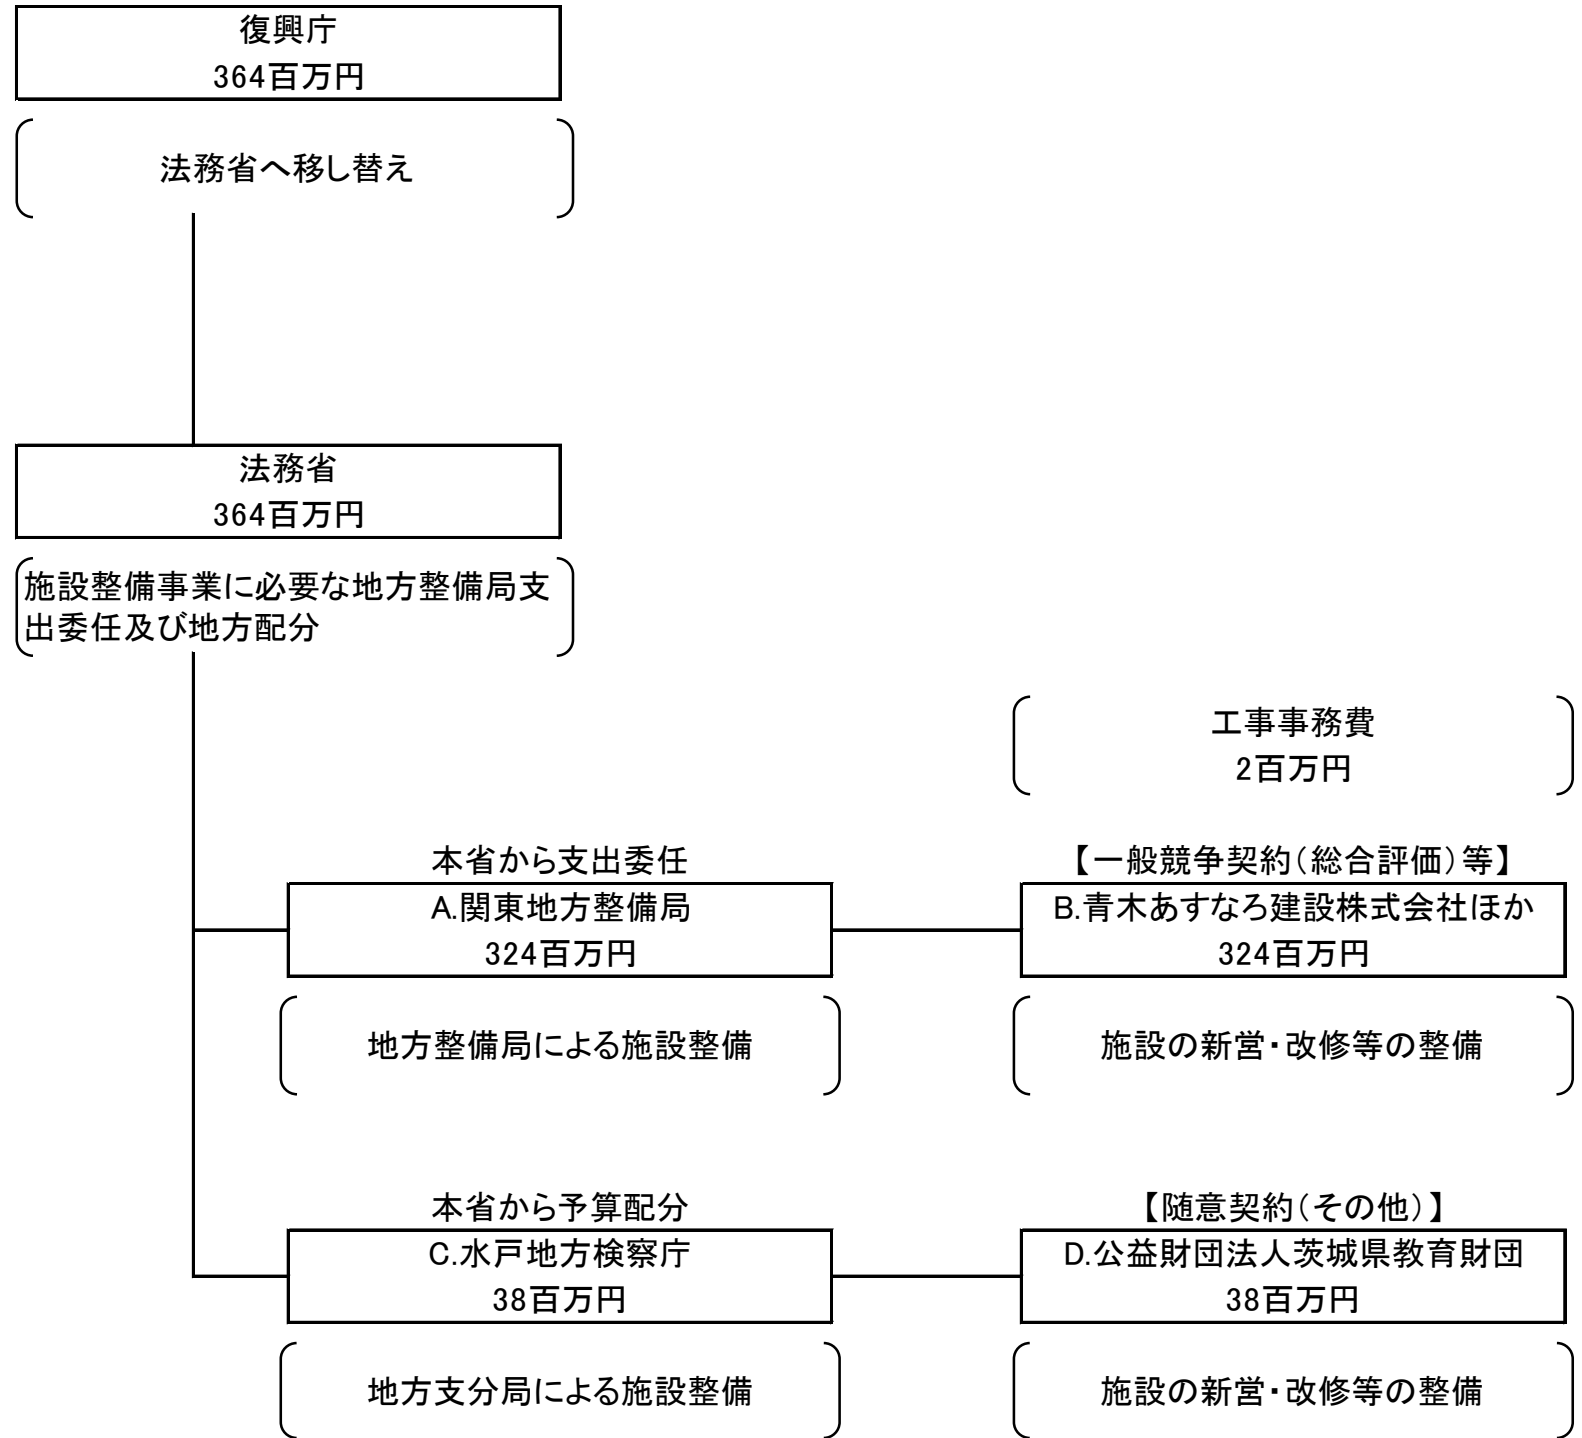 復興庁
364百万円
法務省へ移し替え
法務省
364百万円
施設整備事業に必要な地方整備局支
出委任及び地方配分
工事事務費
2百万円
本省から支出委任
A.関東地方整備局
324百万円
地方整備局による施設整備
【一般競争契約（総合評価）等】
B.青木あすなろ建設株式会社ほか
324百万円
施設の新営・改修等の整備
本省から予算配分
C.水戸地方検察庁
38百万円
地方支分局による施設整備
【随意契約（その他）】
D.公益財団法人茨城県教育財団
38百万円
施設の新営・改修等の整備